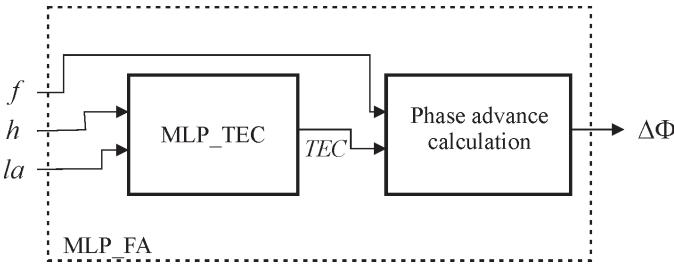 f
h
la
MLP_TEC
TEC
Phase advance
calculation
ΔΦ
MLP_FA